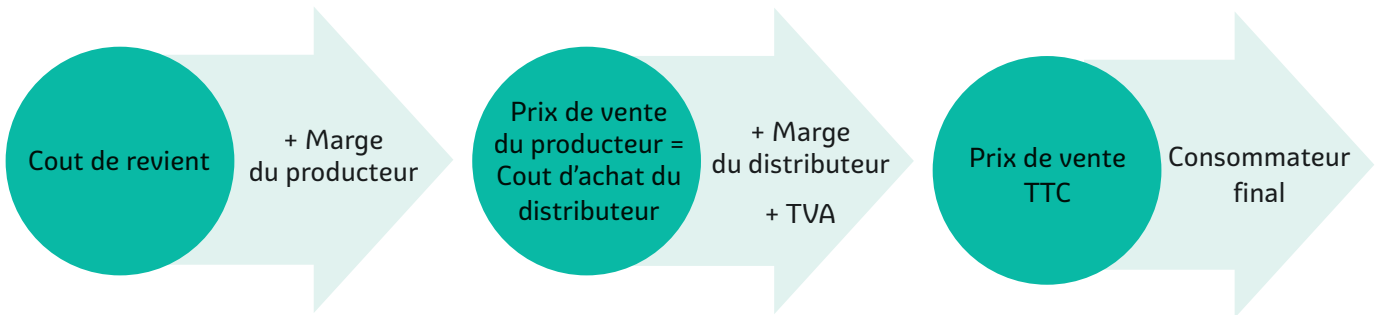 Cout de revient
+ Marge
du producteur
Prix de vente
du producteur =
Cout d'achat du
distributeur
+ Marge
du distributeur
+ TVA
Prix de vente
TTC
Consommateur
final